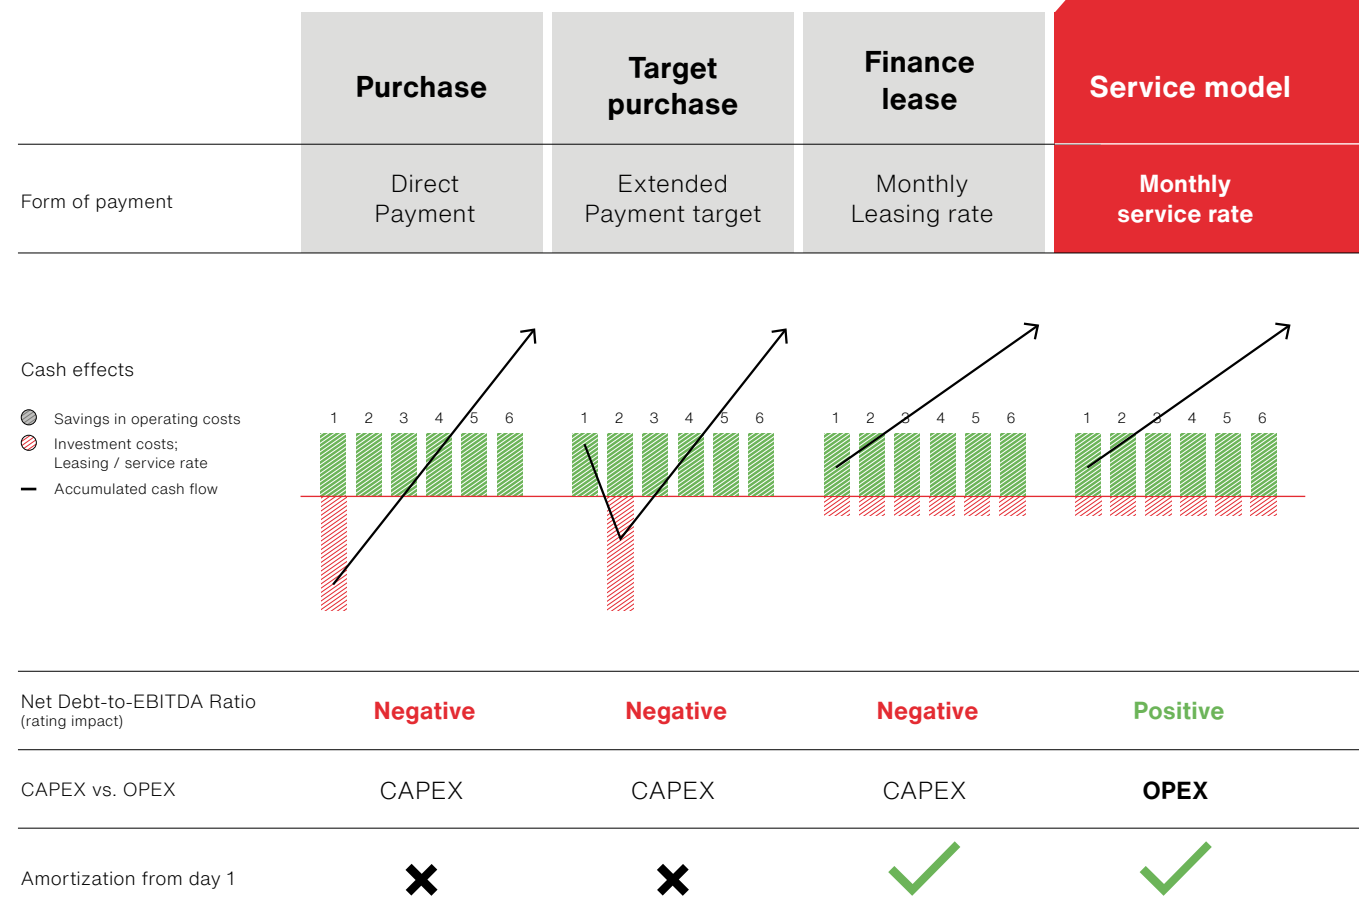 Purchase
Target
purchase
Finance
lease
Service model
Form of payment
Direct
Payment
Extended
Payment target
Monthly
Leasing rate
Monthly
service rate
Cash effects
Savings in operating costs
Investment costs;
Leasing / service rate
Accumulated cash flow
1 2 3 4 5 6
1 2 3 4 5 6
1 2 3 4 5 6
1 2 3 4 5 6
Net Debt-to-EBITDA Ratio
(rating impact)
Negative
Negative
Negative
Positive
CAPEX vs. OPEX
CAPEX
CAPEX
CAPEX
OPEX
Amortization from day 1